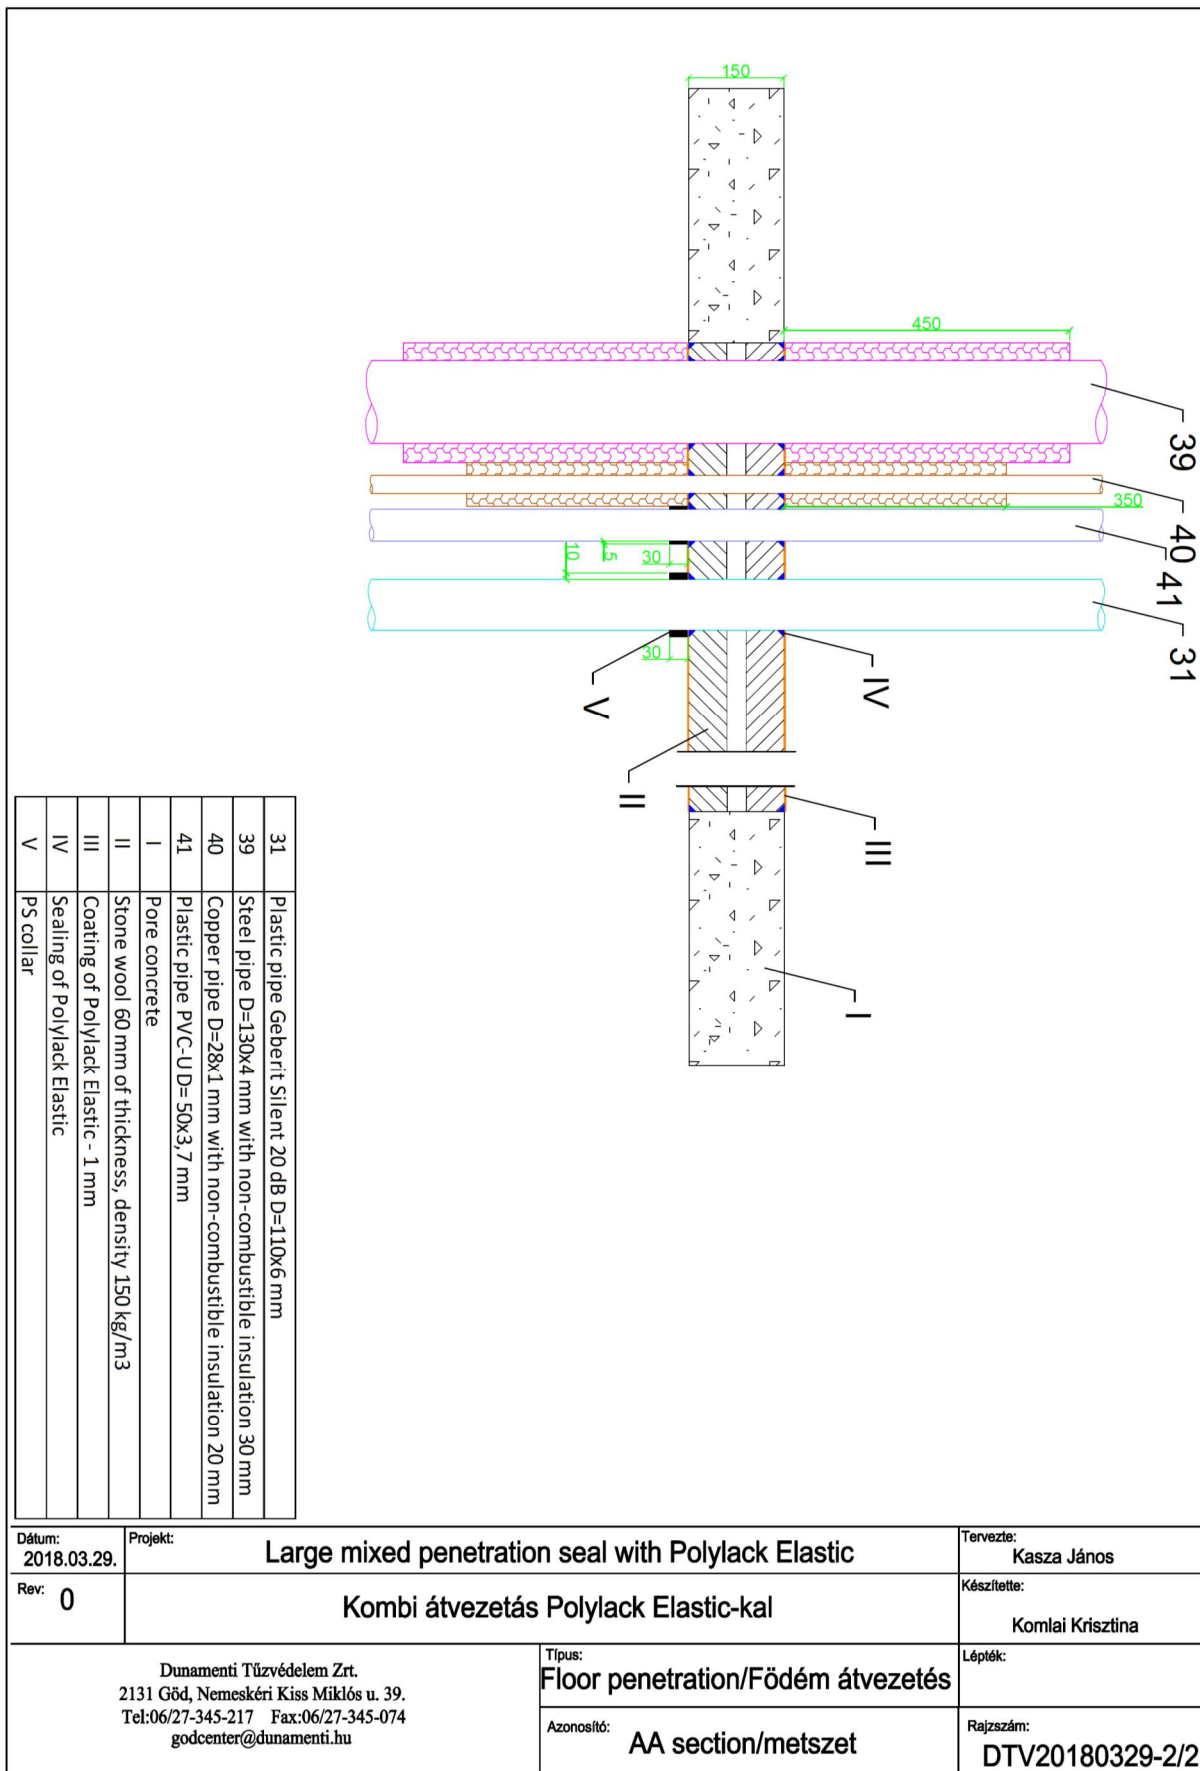 150
450
39
40
350
41
31
10
5
30
30
IV
V
II
III
I
31 Plastic pipe Geberit Silent 20 dB D=110x6 mm
39 Steel pipe D=130x4 mm with non-combustible insulation 30 mm
40 Copper pipe D=28x1 mm with non-combustible insulation 20 mm
41 Plastic pipe PVC-U D= 50x3,7 mm
I Pore concrete
II Stone wool 60 mm of thickness, density 150 kg/m3
III Coating of Polylack Elastic - 1 mm
IV Sealing of Polylack Elastic
V PS collar
Dátum:
2018.03.29.
Projekt:
Large mixed penetration seal with Polylack Elastic
Tervezte:
Kasza János
Rev: 0
Kombi átvezetás Polylack Elastic-kal
Készítette:
Komlai Krisztina
Dunamenti Tűzvédelem Zrt.
2131 Göd, Nemeskéri Kiss Miklós u. 39.
Tel:06/27-345-217 Fax:06/27-345-074
godcenter@dunamenti.hu
Típus:
Floor penetration/Födém átvezetés
Lépték:
Azonosító:
AA section/metszet
Rajzszám:
DTV20180329-2/2